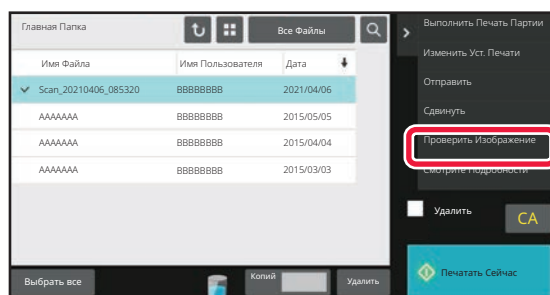 Главная Папка
Все Файлы
Имя Файла Имя Пользователя Дата
Scan_20210406_085320 BBBBBBBB 2021/04/06
AAAAAAA BBBBBBBB 2015/05/05
AAAAAAA BBBBBBBB 2015/04/04
AAAAAAA BBBBBBBB 2015/03/03
Выбрать все
Копий
Удалить
Выполнить Печать Партии
Изменить Уст. Печати
Отправить
Сдвинуть
Проверить Изображение
Смотрите Подробности
Удалить
CA
Печатать Сейчас